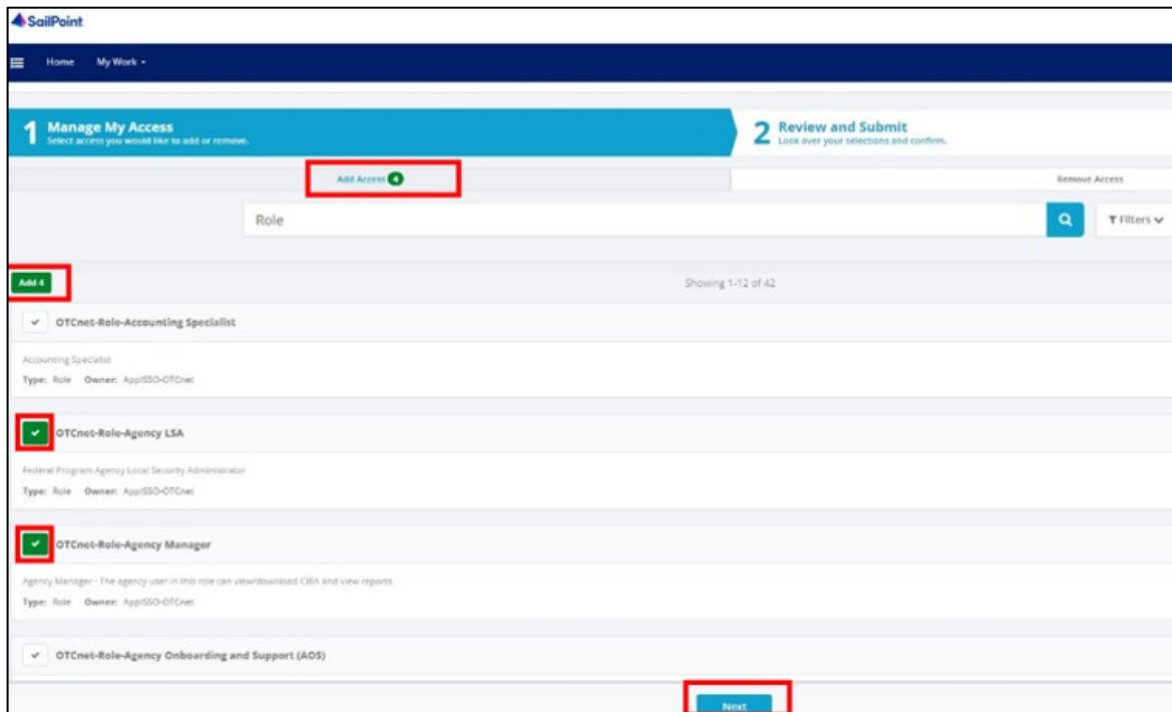 SailPoint
Home My Work
1 Manage My Access
Select access you would like to add or remove.
2 Review and Submit
Look over your selections and confirm.
Add Access 4
Remove Access
Role
Filters
Add 4
Showing 1-12 of 42
OTCnet-Role-Accounting Specialist
Accounting Specialist
Type: Role Owner: AppISSO-OTCnet
OTCnet-Role-Agency LSA
Federal Program Agency Local Security Administrator
Type: Role Owner: AppISSO-OTCnet
OTCnet-Role-Agency Manager
Agency Manager - The agency user in this role can view/download CIRA and view reports.
Type: Role Owner: AppISSO-OTCnet
OTCnet-Role-Agency Onboarding and Support (AOS)
Next